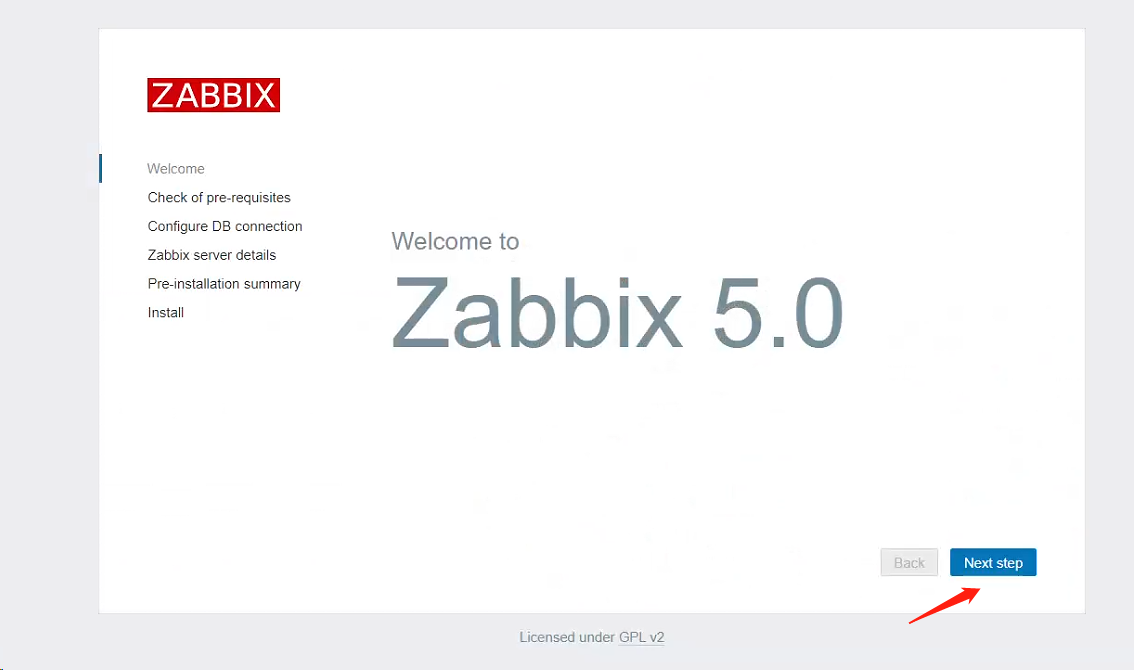 ZABBIX
Welcome
Check of pre-requisites
Configure DB connection
Zabbix server details
Pre-installation summary
Install
Welcome to
Zabbix 5.0
Back
Next step
Licensed under GPL v2